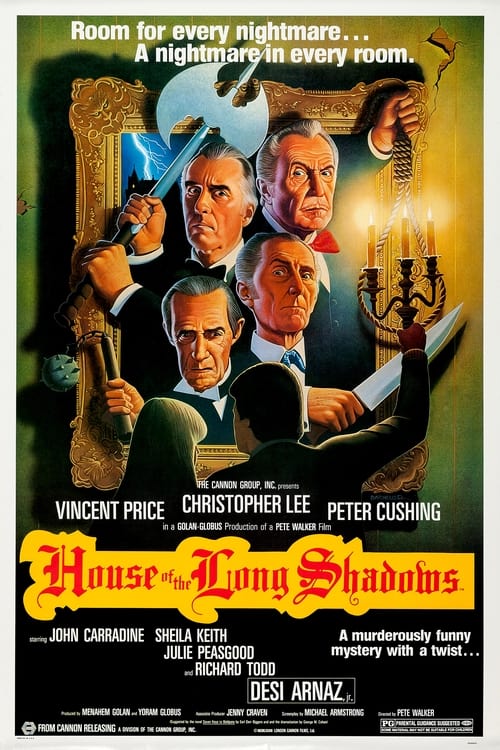 Room for every nightmare...
A nightmare in every room.
THE CANNON GROUP, INC. presents
VINCENT PRICE CHRISTOPHER LEE PETER CUSHING
in a GOLAN-GLOBUS Production of a PETE WALKER Film
House of the Long Shadows
TM
starring JOHN CARRADINE SHEILA KEITH
JULIE PEASGOOD
and RICHARD TODD
DESI ARNAZ, jr.
A murderously funny
mystery with a twist...
Produced by MENAHEM GOLAN and YORAM GLOBUS Associate Producer JENNY CRAVEN Screenplay by MICHAEL ARMSTRONG Directed by PETE WALKER
FROM CANNON RELEASING A DIVISION OF THE CANNON GROUP, INC.
PG PARENTAL GUIDANCE SUGGESTED
SOME MATERIAL MAY NOT BE SUITABLE FOR CHILDREN